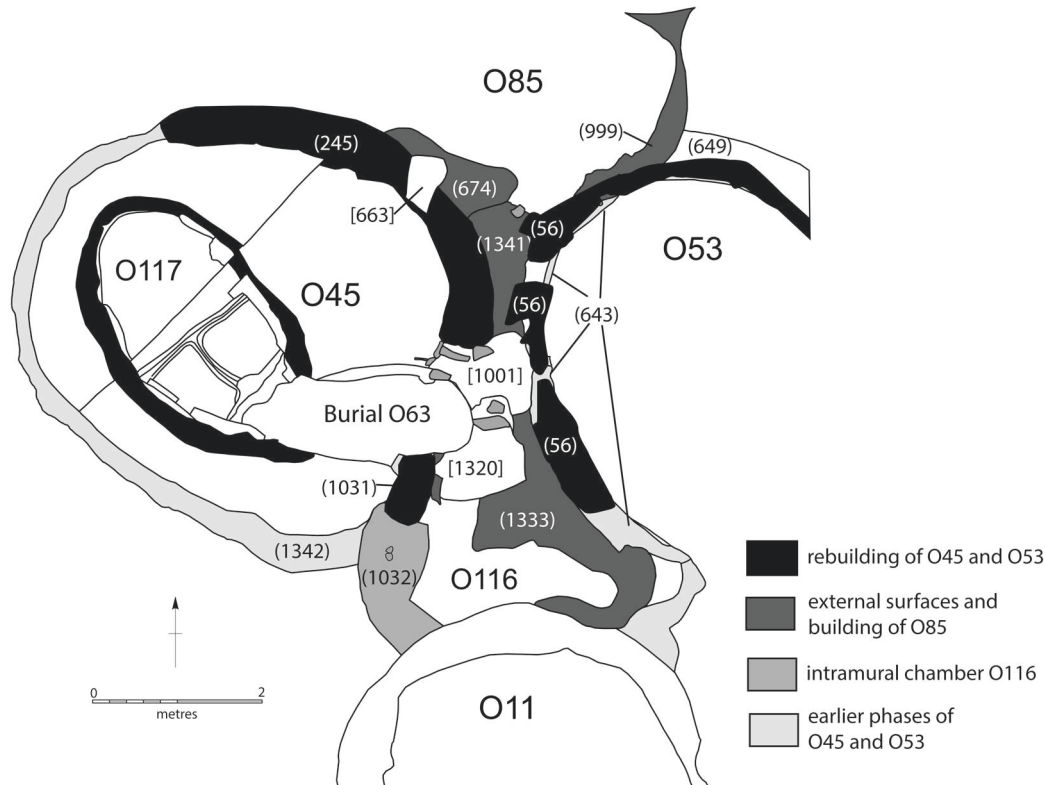 O85
(999)
(649)
(245)
(674)
[663]
(56)
(1341)
O53
O117
O45
(56)
(643)
[1001]
Burial O63
(56)
[1320]
(1031)
(1333)
(1342)
(1032)
O116
O11
0
2
metres
rebuilding of O45 and O53
external surfaces and
building of O85
intramural chamber O116
earlier phases of
O45 and O53